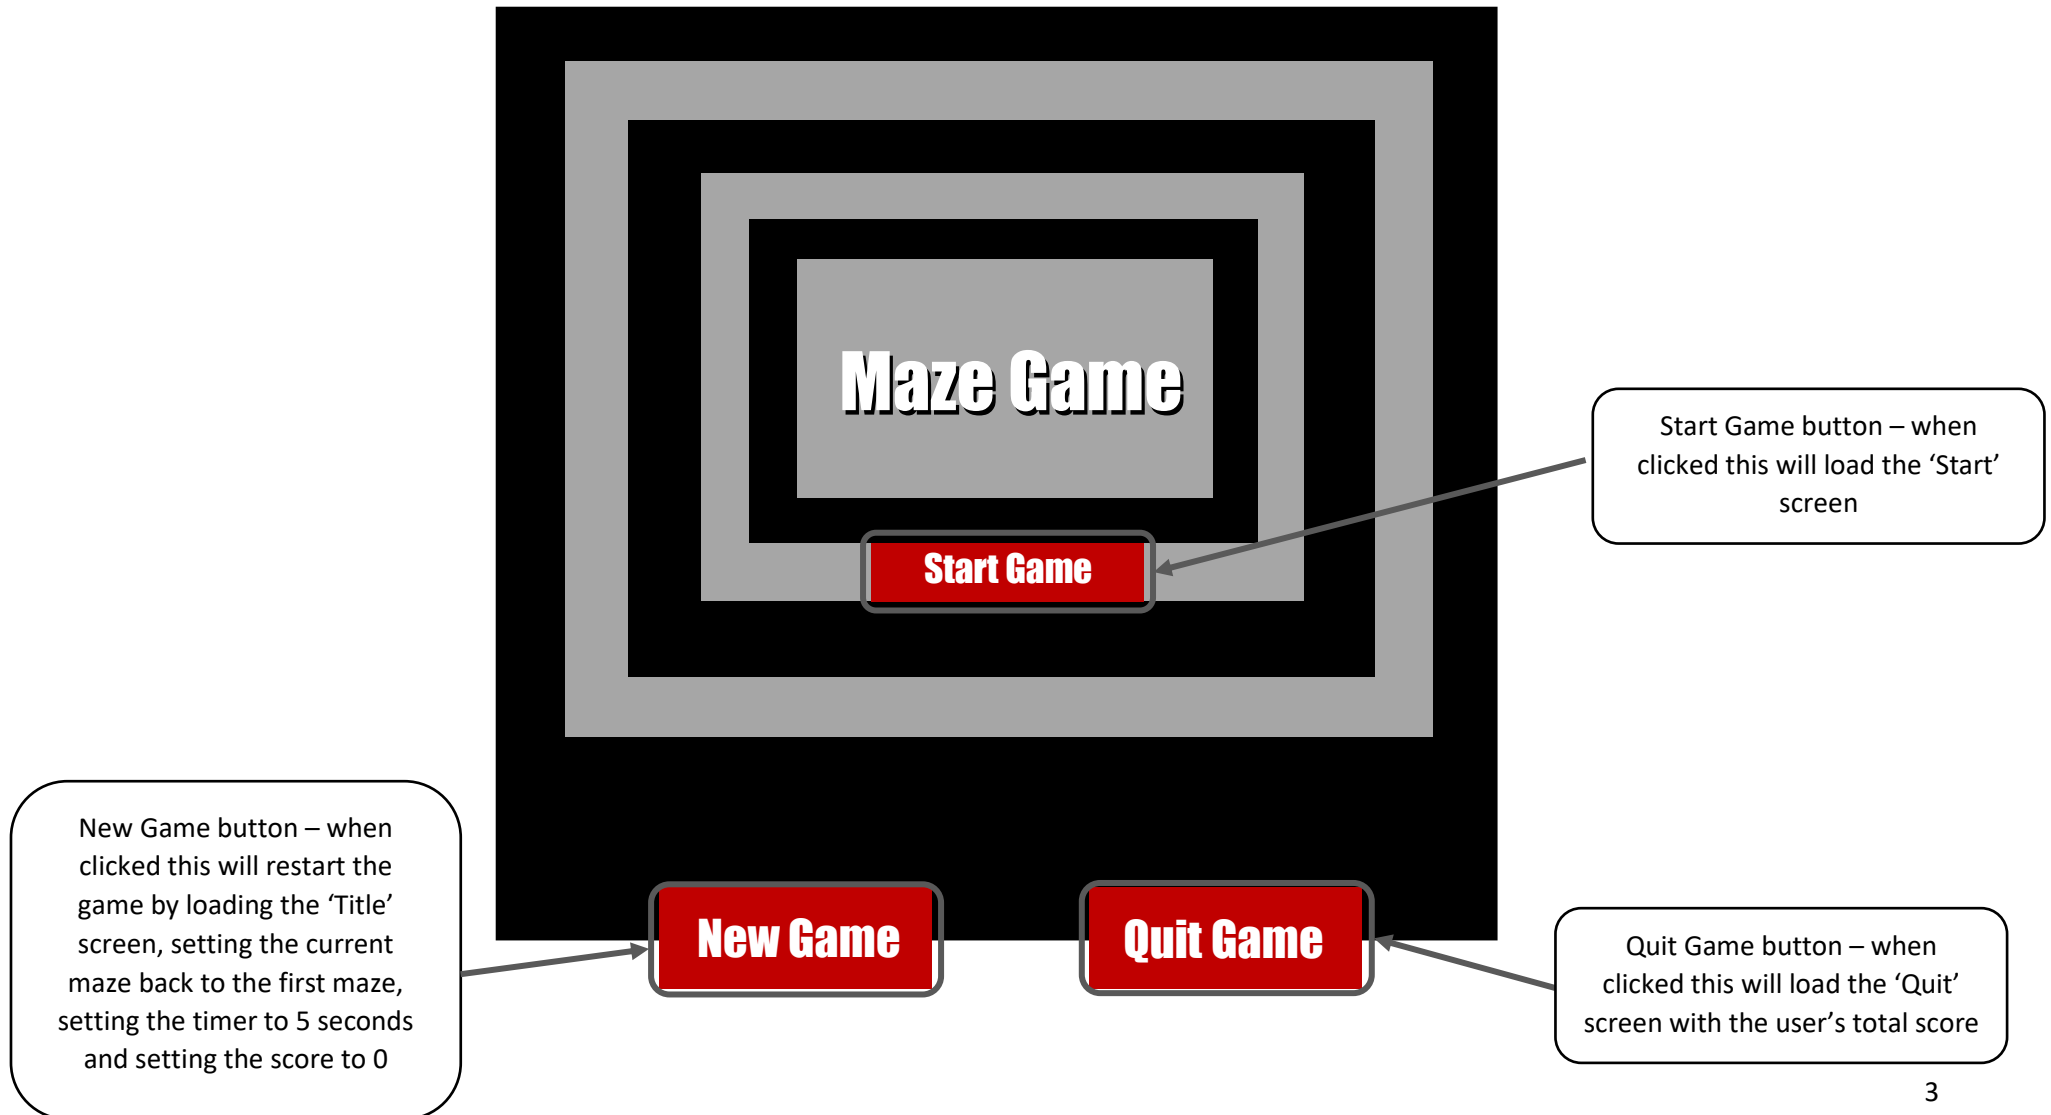 Maze Game
Start Game button – when
clicked this will load the ‘Start’
screen
Start Game
New Game button – when
clicked this will restart the
game by loading the ‘Title’
screen, setting the current
maze back to the first maze,
setting the timer to 5 seconds
and setting the score to 0
New Game
Quit Game
Quit Game button – when
clicked this will load the ‘Quit’
screen with the user’s total score
3